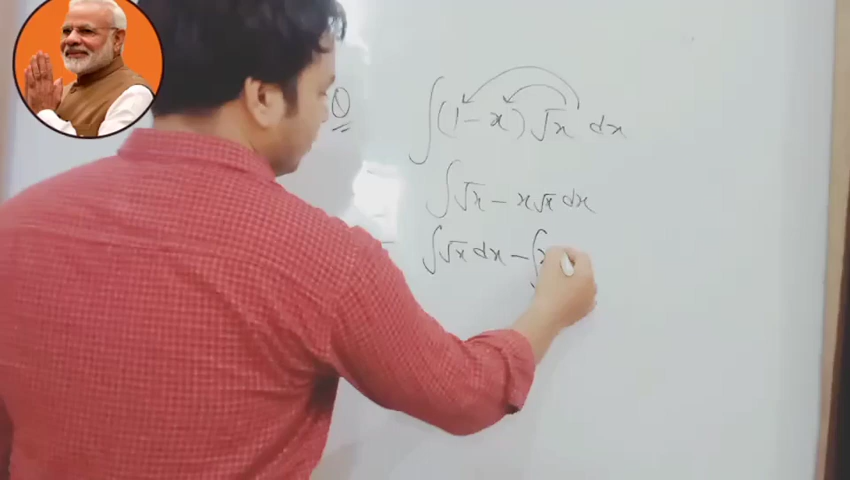 Q ∫(1-x)√x dx
∫√x - x√x dx
∫√x dx - ∫x